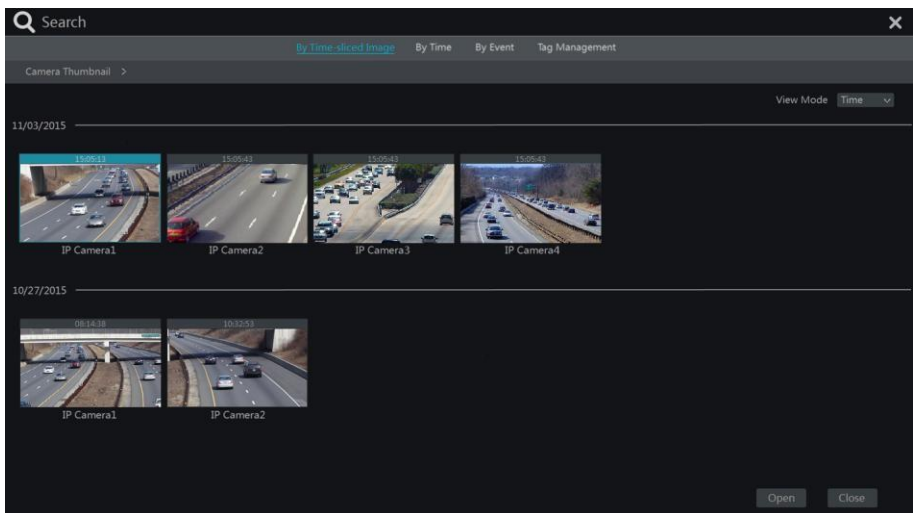 Search
By Time-sliced Image By Time By Event Tag Management
Camera Thumbnail >
View Mode Time
11/03/2015
15:05:13 15:05:43 15:05:43 15:05:43
IP Camera1 IP Camera2 IP Camera3 IP Camera4
10/27/2015
08:14:38 10:32:53
IP Camera1 IP Camera2
Open Close